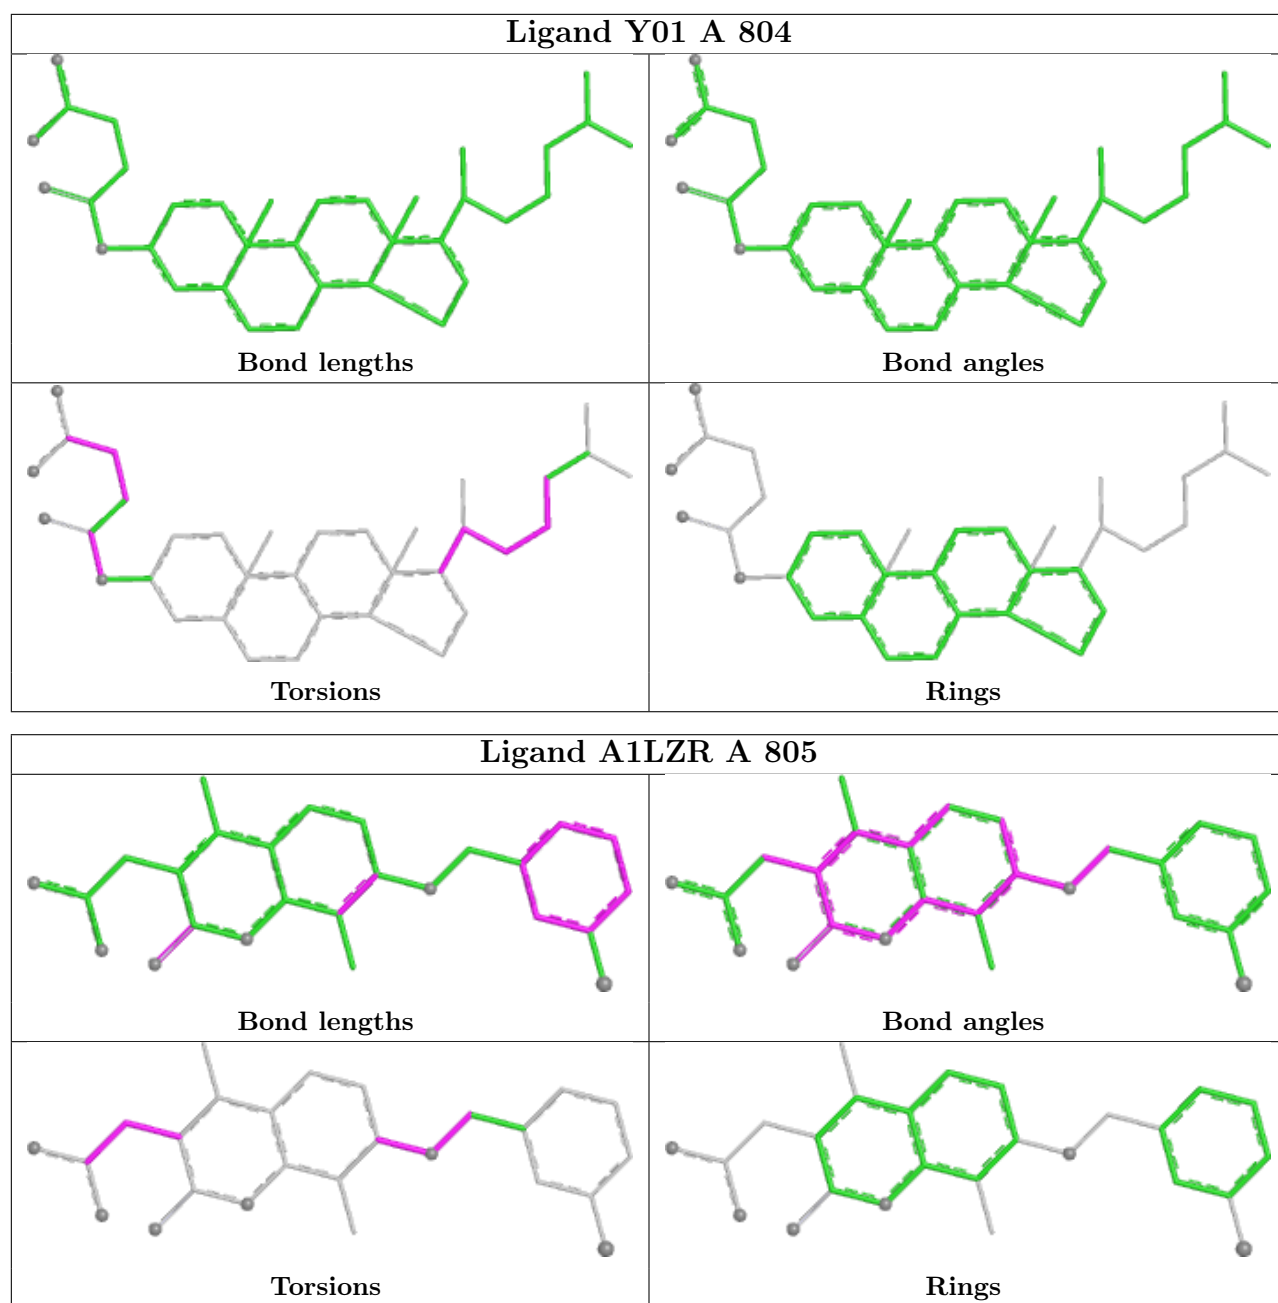 Ligand Y01 A 804
Bond lengths
Bond angles
Torsions
Rings
Ligand A1LZR A 805
Bond lengths
Bond angles
Torsions
Rings